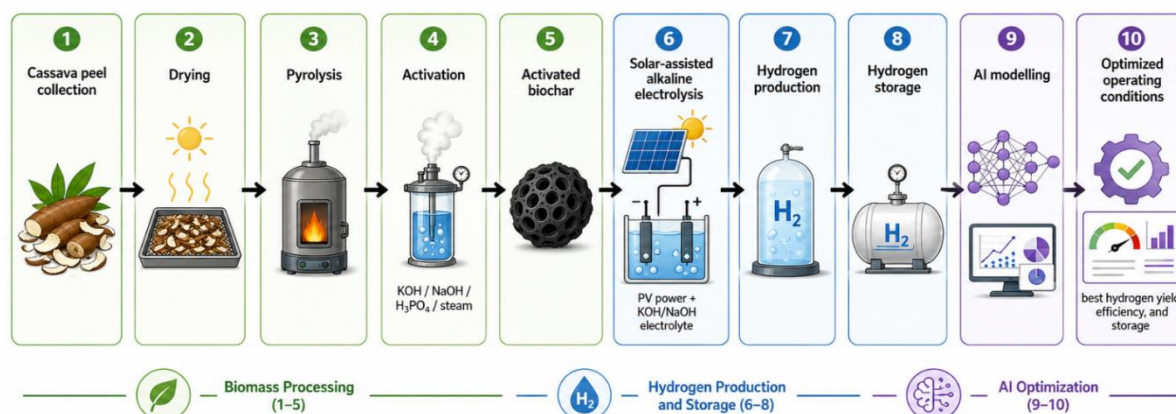 1
Cassava peel
collection
2
Drying
3
Pyrolysis
4
Activation
KOH / NaOH /
H₃PO₄ / steam
5
Activated
biochar
6
Solar-assisted
alkaline
electrolysis
− +
PV power +
KOH/NaOH
electrolyte
7
Hydrogen
production
H₂
8
Hydrogen
storage
H₂
9
AI modelling
10
Optimized
operating
conditions
best hydrogen yield,
efficiency, and
storage
Biomass Processing
(1–5)
H₂
Hydrogen Production
and Storage (6–8)
AI Optimization
(9–10)